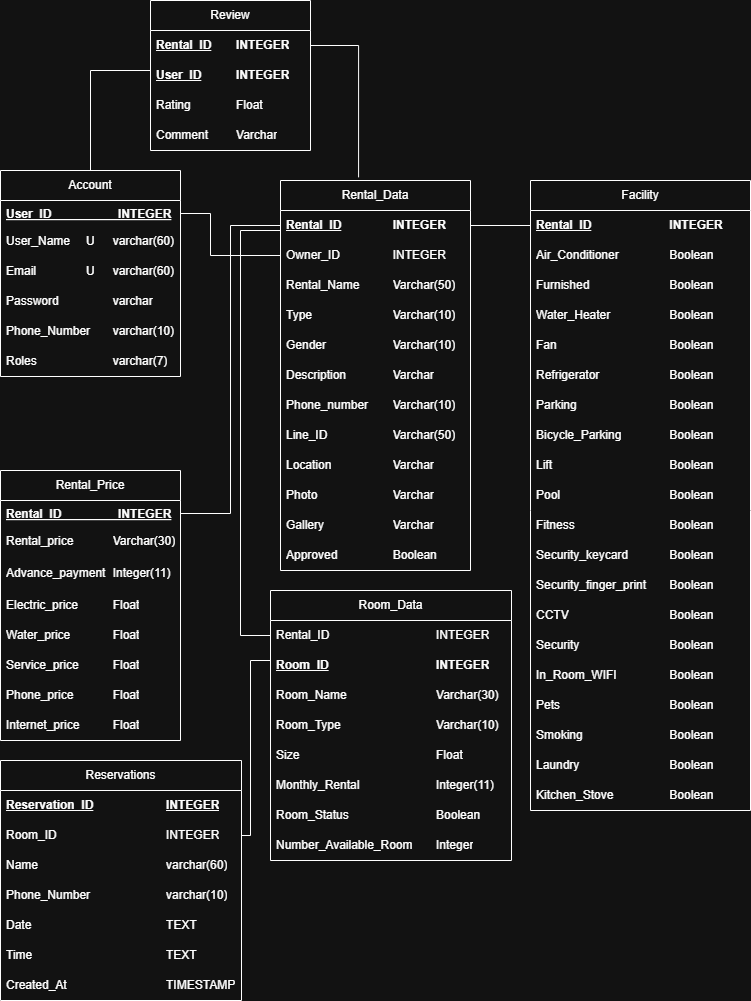 Review
Rental_ID INTEGER
User_ID INTEGER
Rating Float
Comment Varchar
Account
User_ID INTEGER
User_Name U varchar(60)
Email U varchar(60)
Password varchar
Phone_Number varchar(10)
Roles varchar(7)
Rental_Data
Rental_ID INTEGER
Owner_ID INTEGER
Rental_Name Varchar(50)
Type Varchar(10)
Gender Varchar(10)
Description Varchar
Phone_number Varchar(10)
Line_ID Varchar(50)
Location Varchar
Photo Varchar
Gallery Varchar
Approved Boolean
Facility
Rental_ID INTEGER
Air_Conditioner Boolean
Furnished Boolean
Water_Heater Boolean
Fan Boolean
Refrigerator Boolean
Parking Boolean
Bicycle_Parking Boolean
Lift Boolean
Pool Boolean
Fitness Boolean
Security_keycard Boolean
Security_finger_print Boolean
CCTV Boolean
Security Boolean
In_Room_WIFI Boolean
Pets Boolean
Smoking Boolean
Laundry Boolean
Kitchen_Stove Boolean
Rental_Price
Rental_ID INTEGER
Rental_price Varchar(30)
Advance_payment Integer(11)
Electric_price Float
Water_price Float
Service_price Float
Phone_price Float
Internet_price Float
Room_Data
Rental_ID INTEGER
Room_ID INTEGER
Room_Name Varchar(30)
Room_Type Varchar(10)
Size Float
Monthly_Rental Integer(11)
Room_Status Boolean
Number_Available_Room Integer
Reservations
Reservation_ID INTEGER
Room_ID INTEGER
Name varchar(60)
Phone_Number varchar(10)
Date TEXT
Time TEXT
Created_At TIMESTAMP